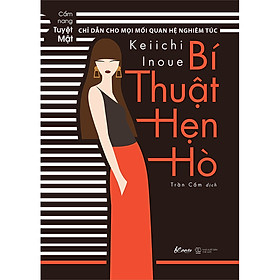 Cẩm nang
Tuyệt Mật
CHỈ DẪN CHO MỌI MỐI QUAN HỆ NGHIÊM TÚC
Keiichi
Inoue
Bí
Thuật
Hẹn
Hò
Trần Cẩm dịch